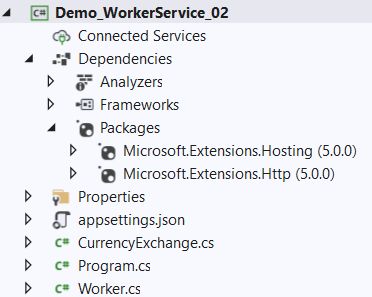 C# Demo_WorkerService_02
Connected Services
Dependencies
Analyzers
Frameworks
Packages
Microsoft.Extensions.Hosting (5.0.0)
Microsoft.Extensions.Http (5.0.0)
Properties
appsettings.json
C# CurrencyExchange.cs
C# Program.cs
C# Worker.cs